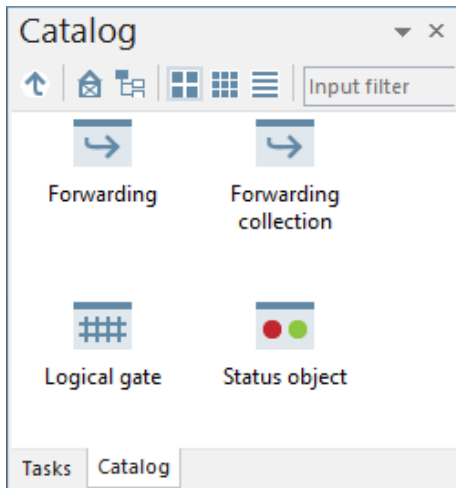 Catalog
Input filter
Forwarding
Forwarding
collection
Logical gate
Status object
Tasks
Catalog